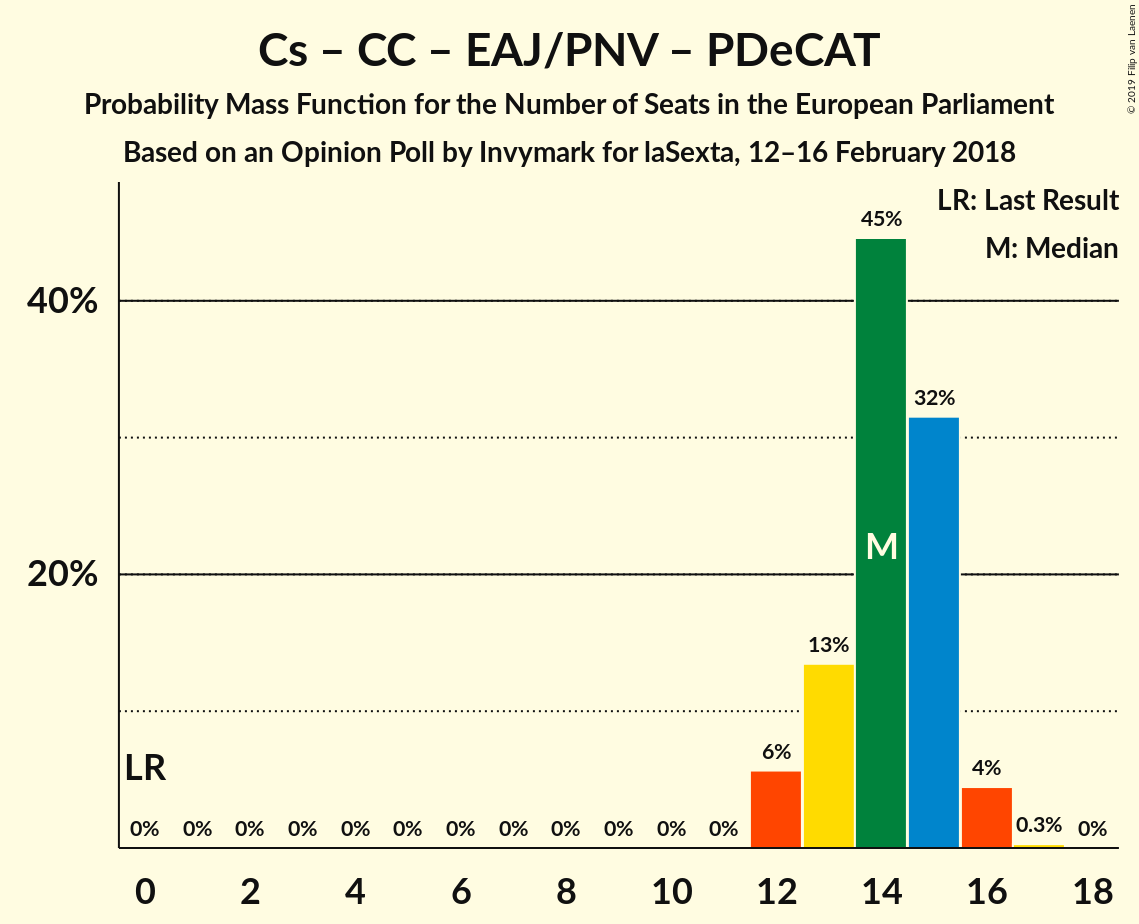 Cs – CC – EAJ/PNV – PDeCAT
Probability Mass Function for the Number of Seats in the European Parliament
Based on an Opinion Poll by Invymark for laSexta, 12–16 February 2018
© 2019 Filip van Laenen
LR: Last Result
M: Median
45%
40%
32%
M
20%
13%
LR
6%
4%
0% 0% 0% 0% 0% 0% 0% 0% 0% 0% 0% 0% 0.3% 0%
0 2 4 6 8 10 12 14 16 18